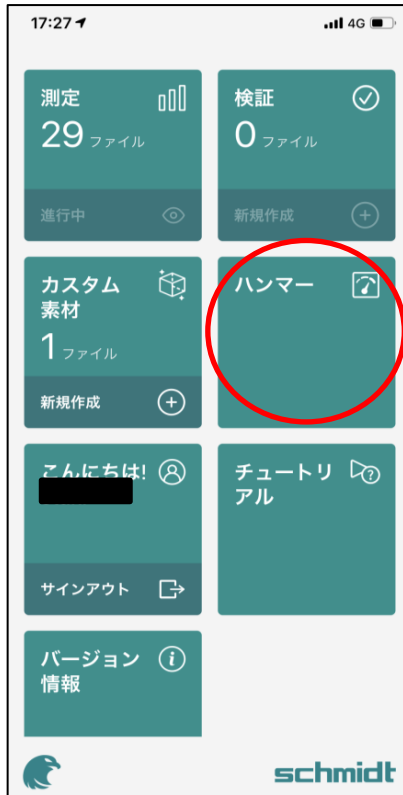 17:27
4G
測定
29 ファイル
進行中
検証
0 ファイル
新規作成
カスタム
素材
1 ファイル
新規作成
ハンマー
こんにちは!
サインアウト
チュートリ
アル
バージョン
情報
schmidt